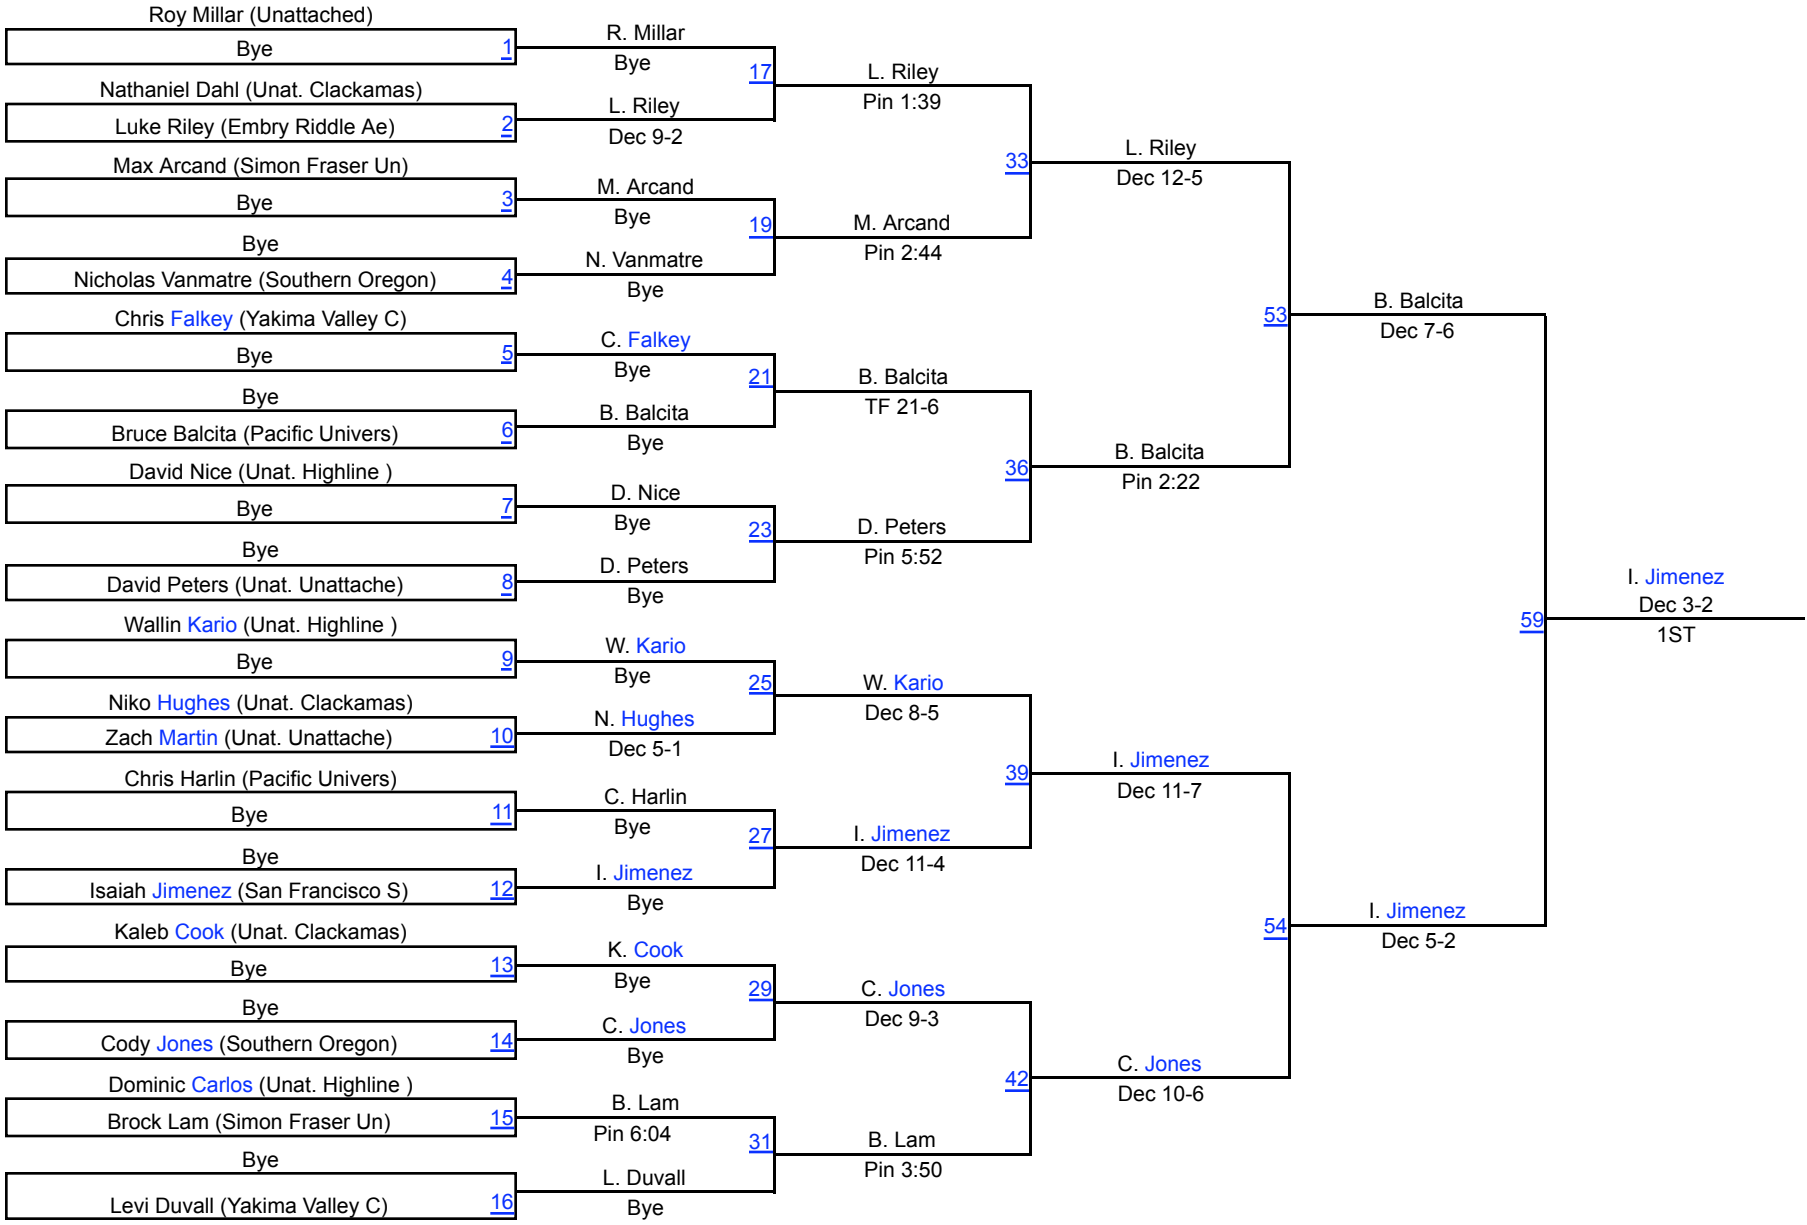 Roy Millar (Unattached)
Bye 1
Nathaniel Dahl (Unat. Clackamas)
Luke Riley (Embry Riddle Ae) 2
Max Arcand (Simon Fraser Un)
Bye 3
Bye
Nicholas Vanmatre (Southern Oregon) 4
Chris Falkey (Yakima Valley C)
Bye 5
Bye
Bruce Balcita (Pacific Univers) 6
David Nice (Unat. Highline )
Bye 7
Bye
David Peters (Unat. Unattache) 8
Wallin Kario (Unat. Highline )
Bye 9
Niko Hughes (Unat. Clackamas)
Zach Martin (Unat. Unattache) 10
Chris Harlin (Pacific Univers)
Bye 11
Bye
Isaiah Jimenez (San Francisco S) 12
Kaleb Cook (Unat. Clackamas)
Bye 13
Bye
Cody Jones (Southern Oregon) 14
Dominic Carlos (Unat. Highline )
Brock Lam (Simon Fraser Un) 15
Bye
Levi Duvall (Yakima Valley C) 16
R. Millar
Bye
17
L. Riley
Dec 9-2
M. Arcand
Bye
19
N. Vanmatre
Bye
C. Falkey
Bye
21
B. Balcita
Bye
D. Nice
Bye
23
D. Peters
Bye
W. Kario
Bye
25
N. Hughes
Dec 5-1
C. Harlin
Bye
27
I. Jimenez
Bye
K. Cook
Bye
29
C. Jones
Bye
B. Lam
Pin 6:04
31
L. Duvall
Bye
L. Riley
Pin 1:39
33
M. Arcand
Pin 2:44
B. Balcita
TF 21-6
36
D. Peters
Pin 5:52
W. Kario
Dec 8-5
39
I. Jimenez
Dec 11-4
C. Jones
Dec 9-3
42
B. Lam
Pin 3:50
L. Riley
Dec 12-5
53
B. Balcita
Pin 2:22
I. Jimenez
Dec 11-7
54
C. Jones
Dec 10-6
B. Balcita
Dec 7-6
59
I. Jimenez
Dec 5-2
I. Jimenez
Dec 3-2
1ST